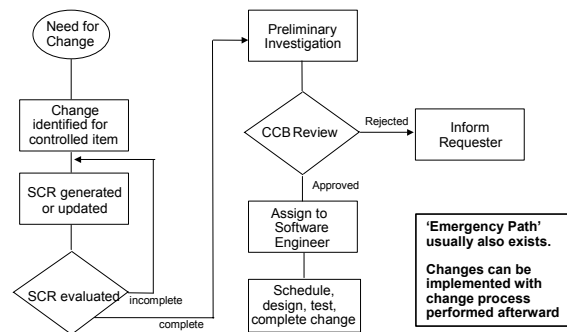 Need for
Change
Change
identified for
controlled item
SCR generated
or updated
SCR evaluated
incomplete
complete
Preliminary
Investigation
CCB Review
Rejected
Inform
Requester
Approved
Assign to
Software
Engineer
Schedule,
design, test,
complete change
'Emergency Path'
usually also exists.
Changes can be
implemented with
change process
performed afterward